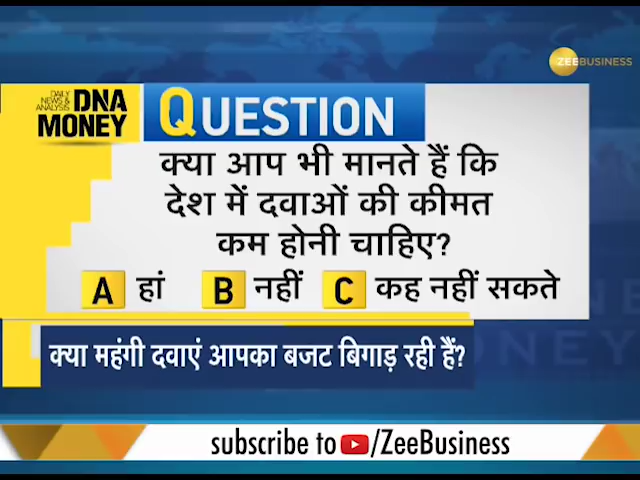 ZEEBUSINESS
DAILY
NEWS &
ANALYSIS
DNA
MONEY
QUESTION
क्या आप भी मानते हैं कि
देश में दवाओं की कीमत
कम होनी चाहिए?
A हां B नहीं C कह नहीं सकते
क्या महंगी दवाएं आपका बजट बिगाड़ रही हैं?
subscribe to /ZeeBusiness